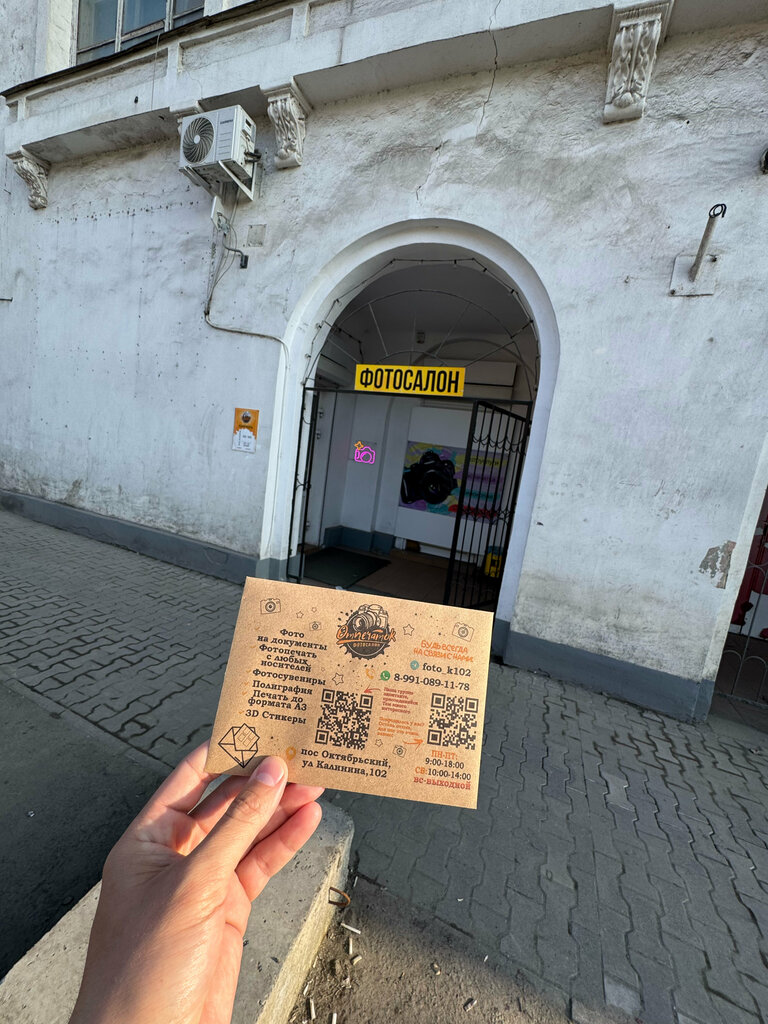 ФОТОСАЛОН
Отпечаток
ФОТОСАЛОН
Фото
на документы
Фотопечать
с любых
носителей
Фотосувениры
Полиграфия
Печать до
формата А3
3D Стикеры
БУДЬ ВСЕГДА
НА СВЯЗИ С НАМИ
foto_k102
8-991-089-11-78
пос Октябрьский,
ул Калинина,102
ПН-ПТ:
9:00-18:00
СБ:10:00-14:00
ВС-ВЫХОДНОЙ